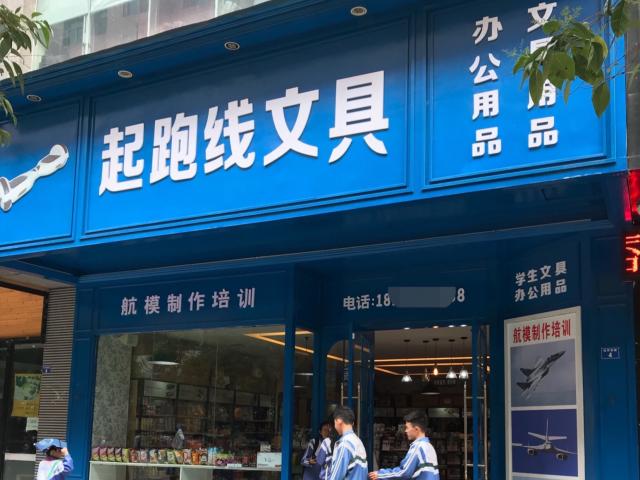 起跑线文具
办公用品
文具用品
航模制作培训
电话:18 8
学生文具
办公用品
航模制作培训
4